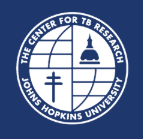 THE CENTER FOR TB RESEARCH
JOHNS HOPKINS UNIVERSITY